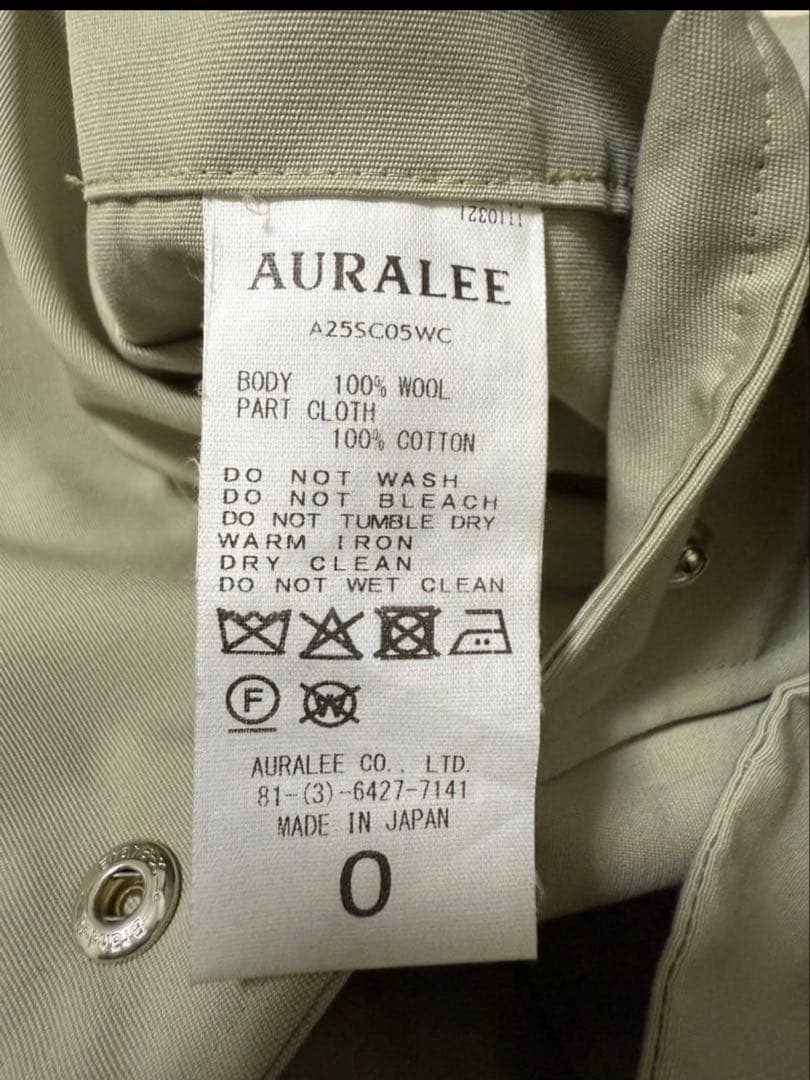 1110321
AURALEE
A25SC05WC
BODY 100% WOOL
PART CLOTH
100% COTTON
DO NOT WASH
DO NOT BLEACH
DO NOT TUMBLE DRY
WARM IRON
DRY CLEAN
DO NOT WET CLEAN
F
W
AURALEE CO., LTD.
81-(3)-6427-7141
MADE IN JAPAN
0